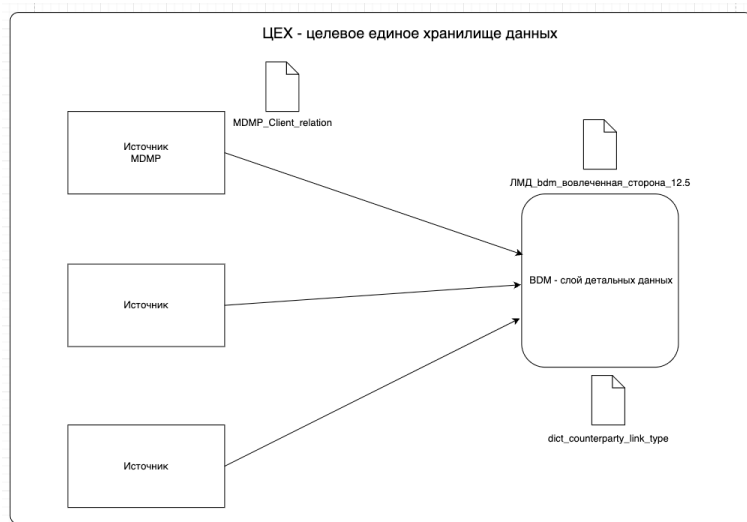 ЦЕХ - целевое единое хранилище данных
MDMP_Client_relation
Источник
MDMP
ЛМД_bdm_вовлеченная_сторона_12.5
BDM - слой детальных данных
Источник
dict_counterparty_link_type
Источник